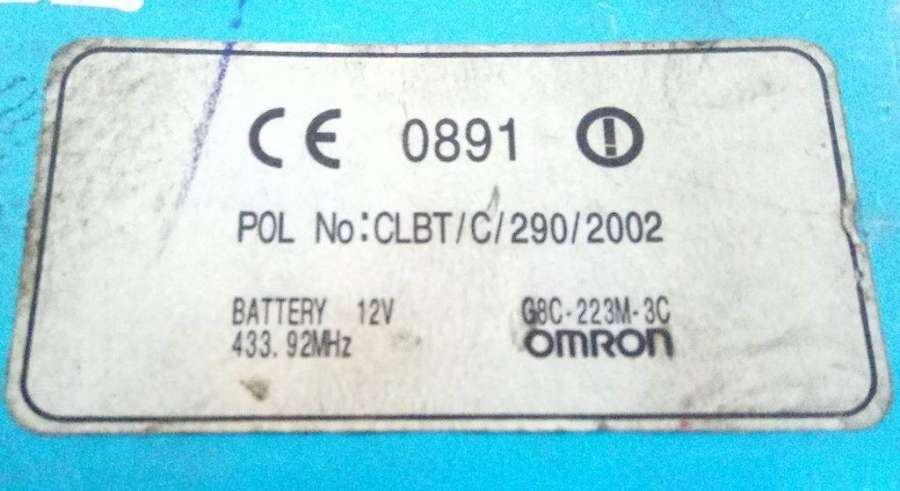 CE 0891
POL No:CLBT/C/290/2002
BATTERY 12V G8C-223M-3C
433.92MHz OMRON